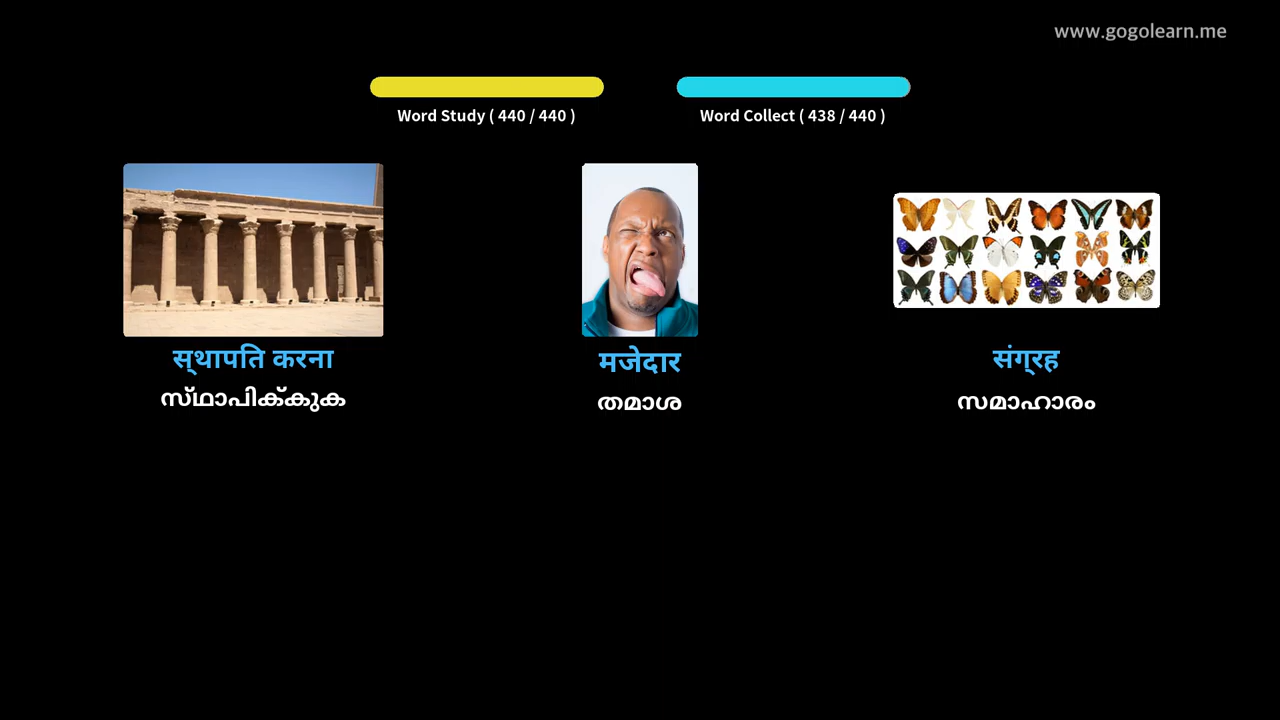 www.gogolearn.me
Word Study ( 440 / 440 )
Word Collect ( 438 / 440 )
स्थापति करना
मजेदार
संग्रह
സ്ഥാപിക്കുക
തമാശ
സമാഹാരം